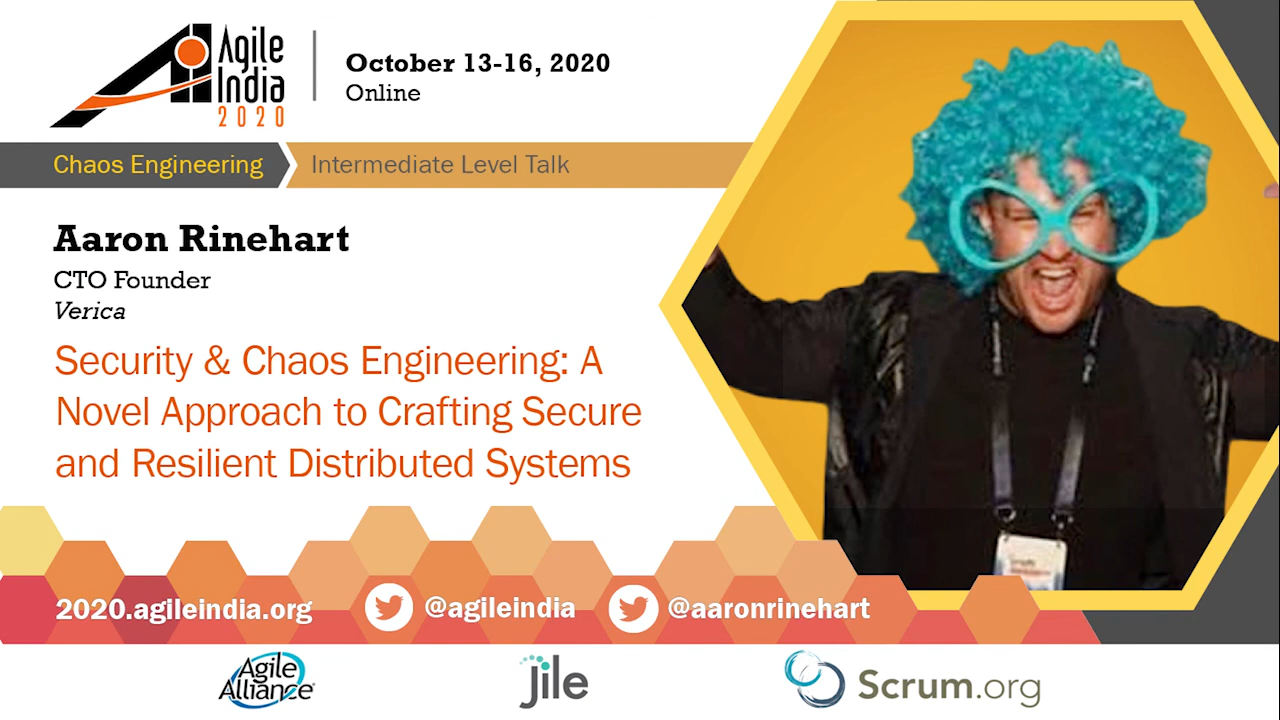 Agile
India
2020
October 13-16, 2020
Online
Chaos Engineering
Intermediate Level Talk
Aaron Rinehart
CTO Founder
Verica
Security & Chaos Engineering: A
Novel Approach to Crafting Secure
and Resilient Distributed Systems
2020.agileindia.org
@agileindia
@aaronrinehart
Agile
Alliance
jile
Scrum.org